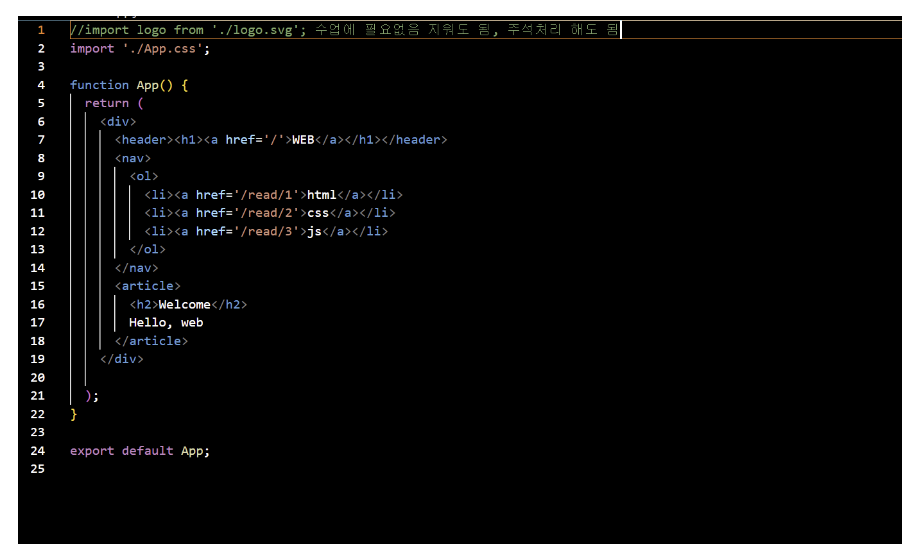 1 //import logo from './logo.svg'; 수업에 필요없음 지워도 됨, 주석처리 해도 됨
2 import './App.css';
3
4 function App() {
5 return (
6 <div>
7 <header><h1><a href='/'>WEB</a></h1></header>
8 <nav>
9 <ol>
10 <li><a href='/read/1'>html</a></li>
11 <li><a href='/read/2'>css</a></li>
12 <li><a href='/read/3'>js</a></li>
13 </ol>
14 </nav>
15 <article>
16 <h2>Welcome</h2>
17 Hello, web
18 </article>
19 </div>
20
21 );
22 }
23
24 export default App;
25